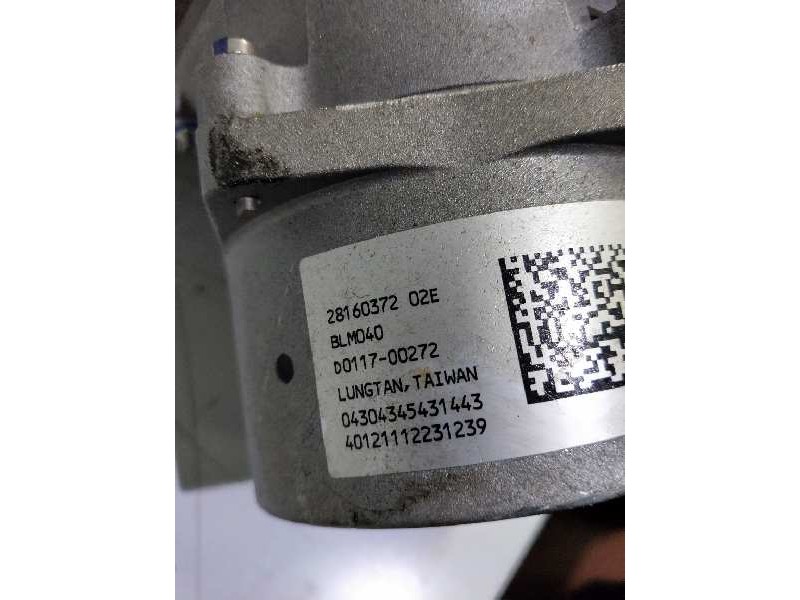 28160372 02E
BLM040
D0117-00272
LUNGTAN, TAIWAN
04304345431443
40121112231239